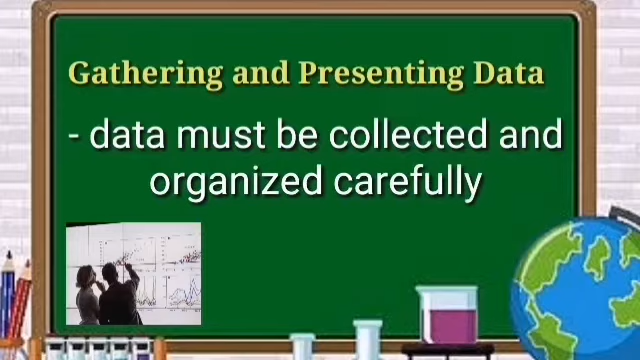 Gathering and Presenting Data
- data must be collected and
organized carefully